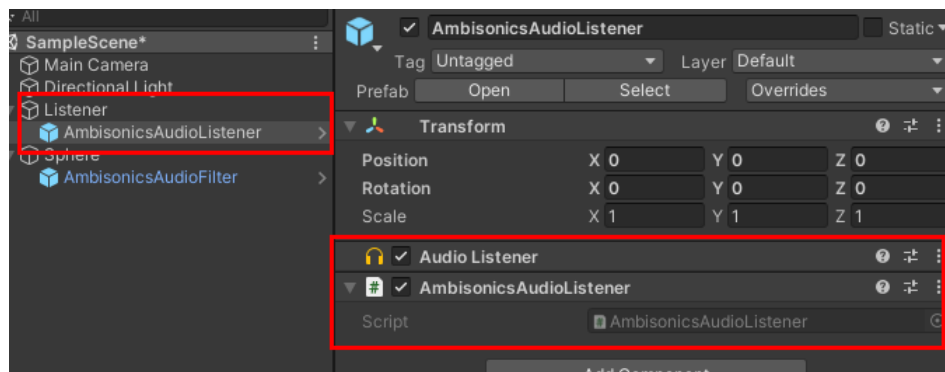 All
SampleScene*
Main Camera
Directional Light
Listener
AmbisonicsAudioListener
Sphere
AmbisonicsAudioFilter
AmbisonicsAudioListener Static
Tag Untagged Layer Default
Prefab Open Select Overrides
Transform
Position X 0 Y 0 Z 0
Rotation X 0 Y 0 Z 0
Scale X 1 Y 1 Z 1
Audio Listener
# AmbisonicsAudioListener
Script # AmbisonicsAudioListener
Add Component